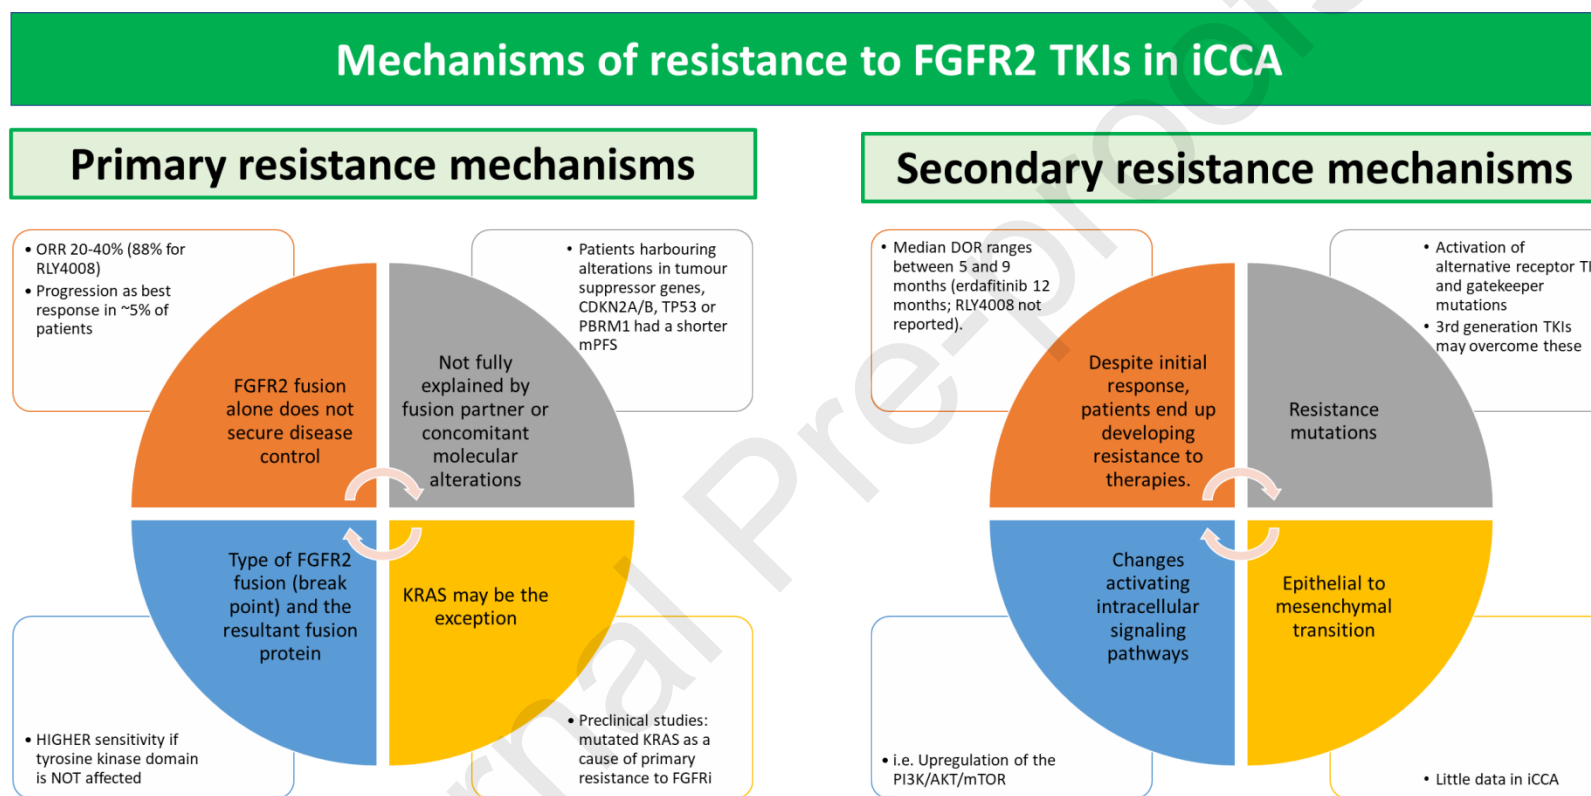 Mechanisms of resistance to FGFR2 TKIs in iCCA
Primary resistance mechanisms
• ORR 20-40% (88% for
RLY4008)
• Progression as best
response in ~5% of
patients
• Patients harbouring
alterations in tumour
suppressor genes,
CDKN2A/B, TP53 or
PBRM1 had a shorter
mPFS
FGFR2 fusion
alone does not
secure disease
control
Not fully
explained by
fusion partner or
concomitant
molecular
alterations
Type of FGFR2
fusion (break
point) and the
resultant fusion
protein
KRAS may be the
exception
• HIGHER sensitivity if
tyrosine kinase domain
is NOT affected
• Preclinical studies:
mutated KRAS as a
cause of primary
resistance to FGFRi
Secondary resistance mechanisms
• Median DOR ranges
between 5 and 9
months (erdafitinib 12
months; RLY4008 not
reported).
• Activation of
alternative receptor
and gatekeeper
mutations
• 3rd generation TKIs
may overcome these
Despite initial
response,
patients end up
developing
resistance to
therapies.
Resistance
mutations
Changes
activating
intracellular
signaling
pathways
Epithelial to
mesenchymal
transition
• i.e. Upregulation of the
PI3K/AKT/mTOR
• Little data in iCCA